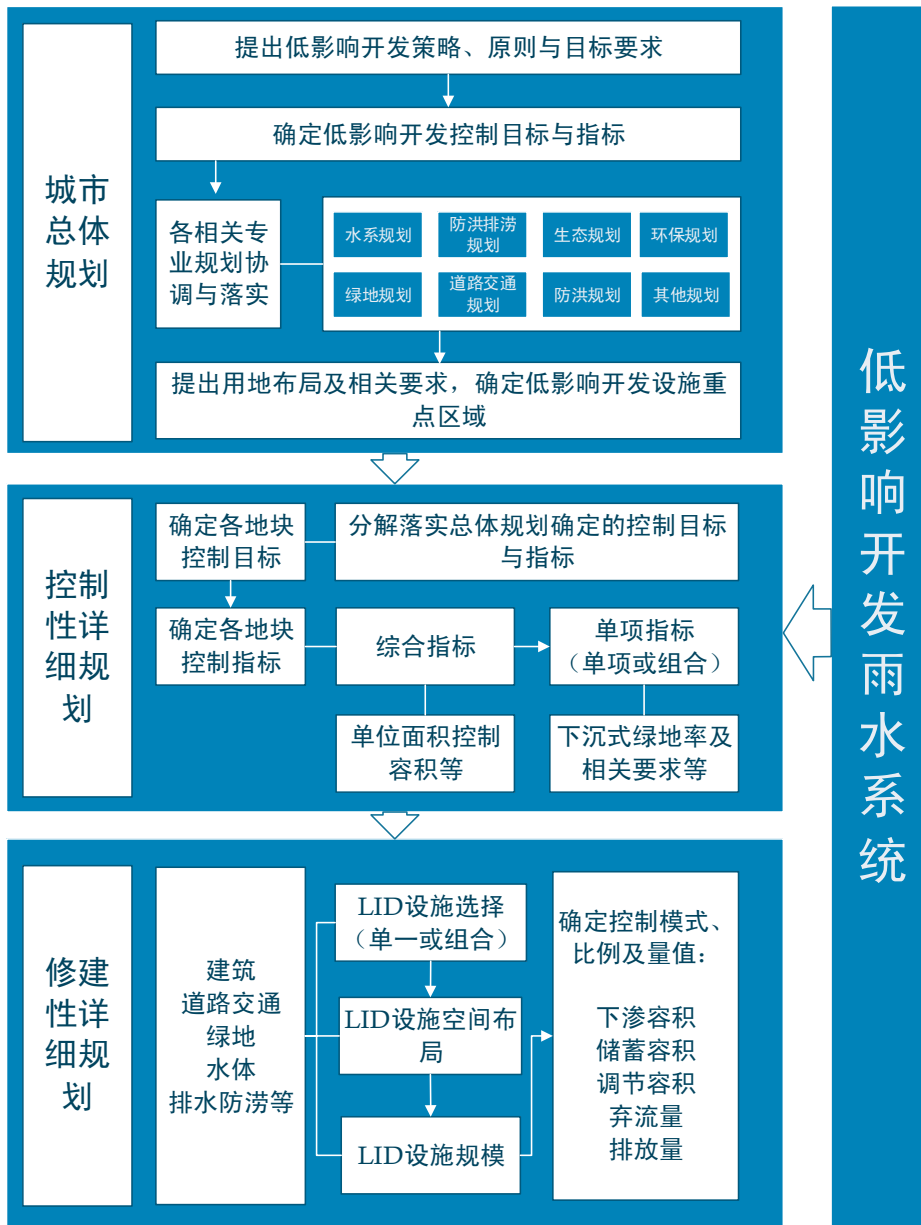 提出低影响开发策略、原则与目标要求
确定低影响开发控制目标与指标
城市
总体
规划
各相关专
业规划协
调与落实
水系规划
防洪排涝
规划
生态规划
环保规划
绿地规划
道路交通
规划
防洪规划
其他规划
提出用地布局及相关要求，确定低影响开发设施重
点区域
控制
性详
细规
划
确定各地块
控制目标
分解落实总体规划确定的控制目标
与指标
确定各地块
控制指标
综合指标
单项指标
（单项或组合）
单位面积控制
容积等
下沉式绿地率及
相关要求等
修建
性详
细规
划
建筑
道路交通
绿地
水体
排水防涝等
LID设施选择
（单一或组合）
LID设施空间布
局
LID设施规模
确定控制模式、
比例及量值：
下渗容积
储蓄容积
调节容积
弃流量
排放量
低影响开发雨水系统